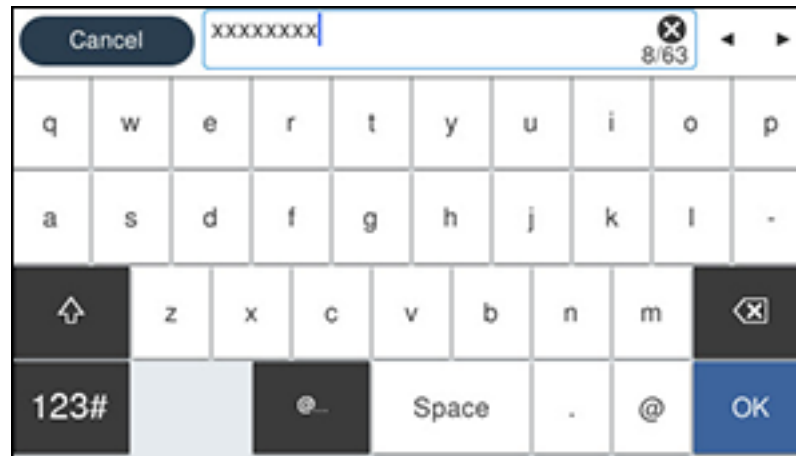 Cancel xxxxxxxx 8/63
q w e r t y u i o p
a s d f g h j k l -
z x c v b n m
123# @... Space . @ OK